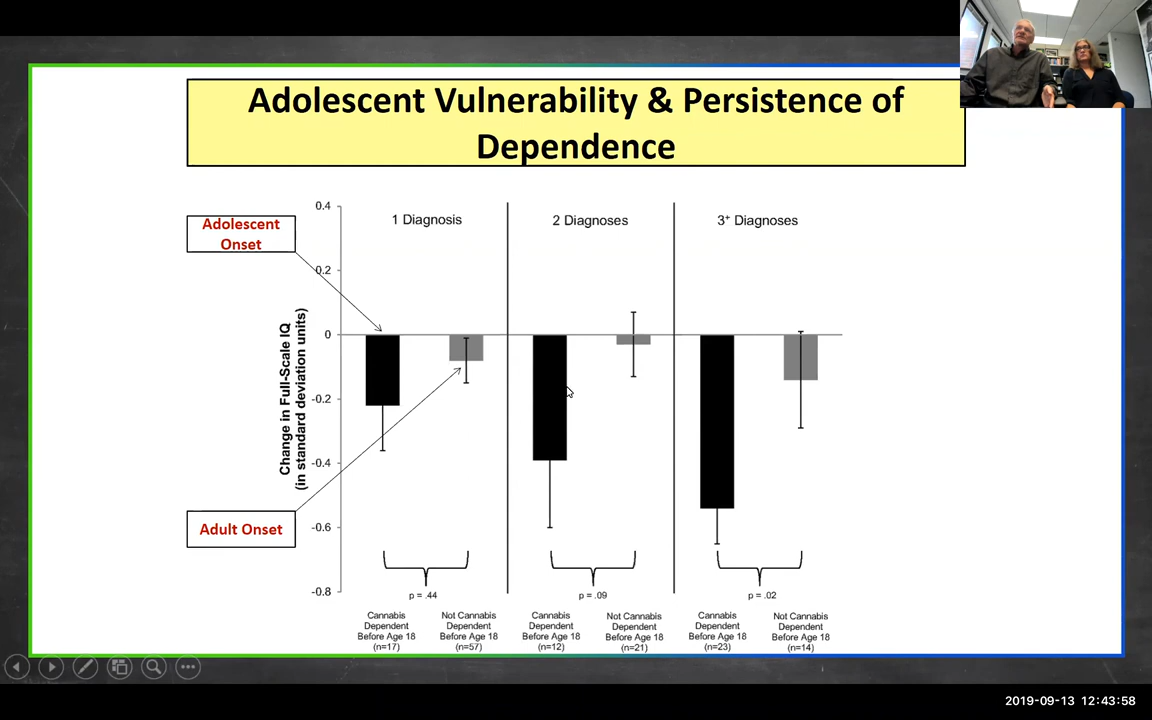 Adolescent Vulnerability & Persistence of
Dependence
Adolescent
Onset
Adult Onset
Change in Full-Scale IQ
(in standard deviation units)
0.4
0.2
0
-0.2
-0.4
-0.6
-0.8
1 Diagnosis
2 Diagnoses
3+ Diagnoses
p = .44
p = .09
p = .02
Cannabis
Dependent
Before Age 18
(n=17)
Not Cannabis
Dependent
Before Age 18
(n=57)
Cannabis
Dependent
Before Age 18
(n=12)
Not Cannabis
Dependent
Before Age 18
(n=21)
Cannabis
Dependent
Before Age 18
(n=23)
Not Cannabis
Dependent
Before Age 18
(n=14)
2019-09-13 12:43:58